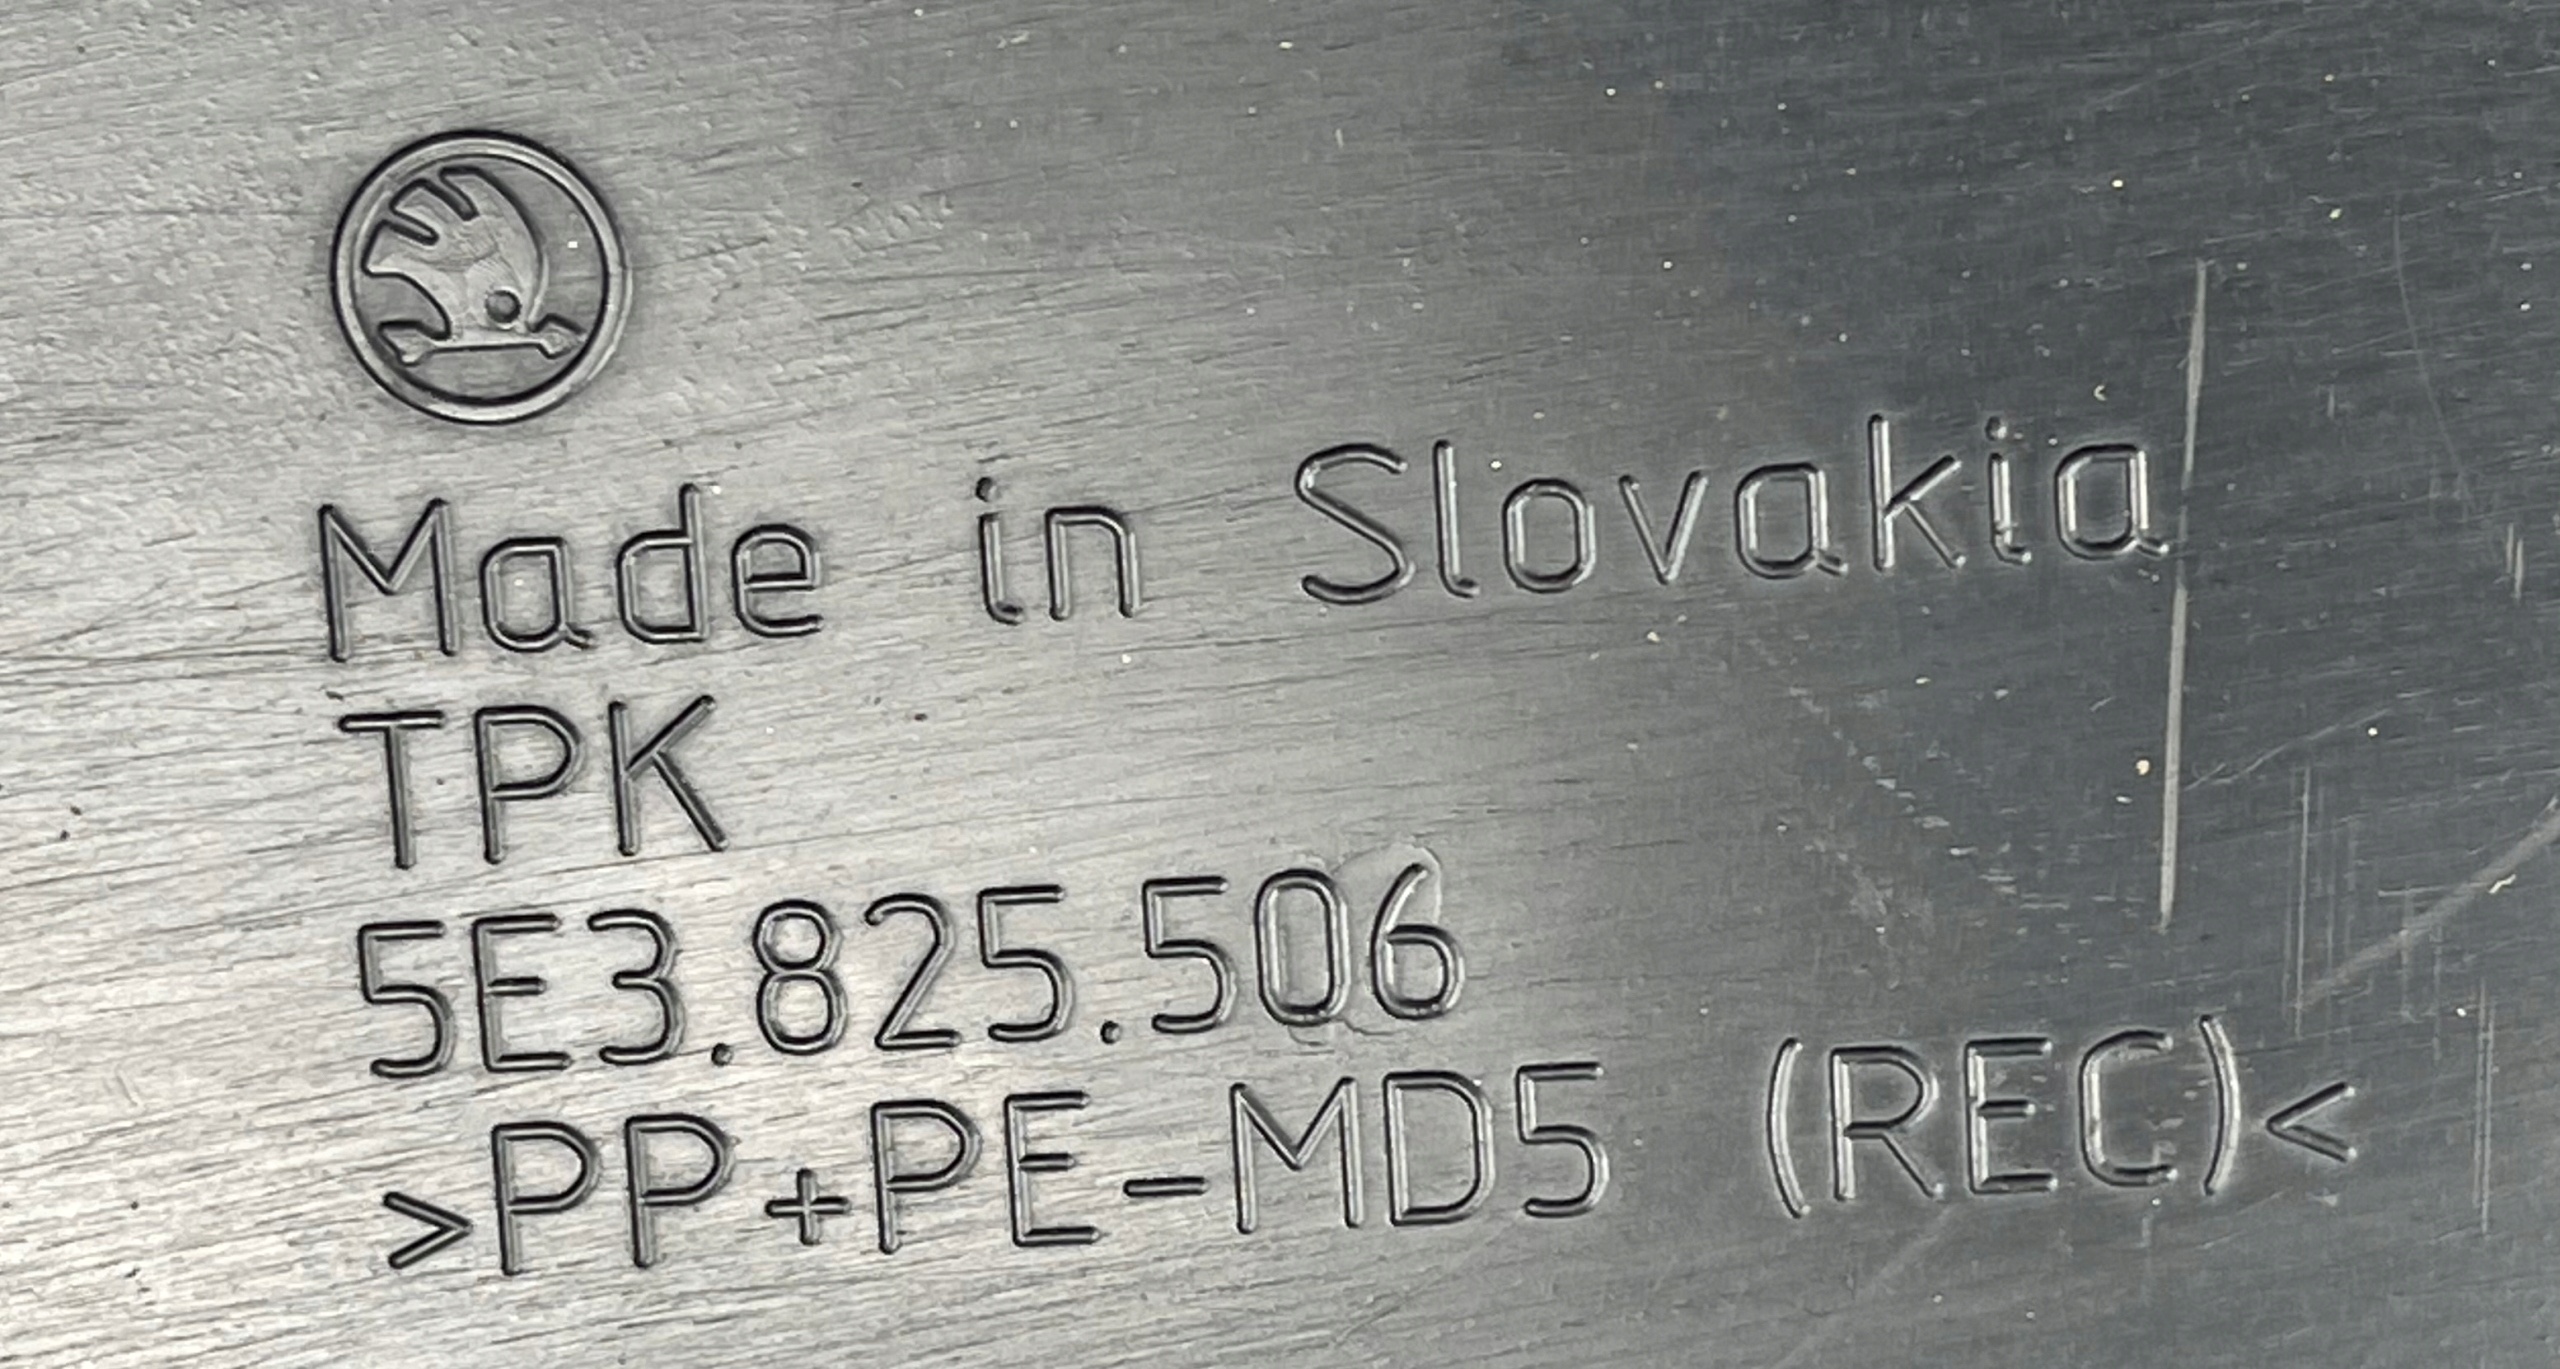 Made in Slovakia
TPK
5E3.825.506
>PP+PE-MD5 (REC)<